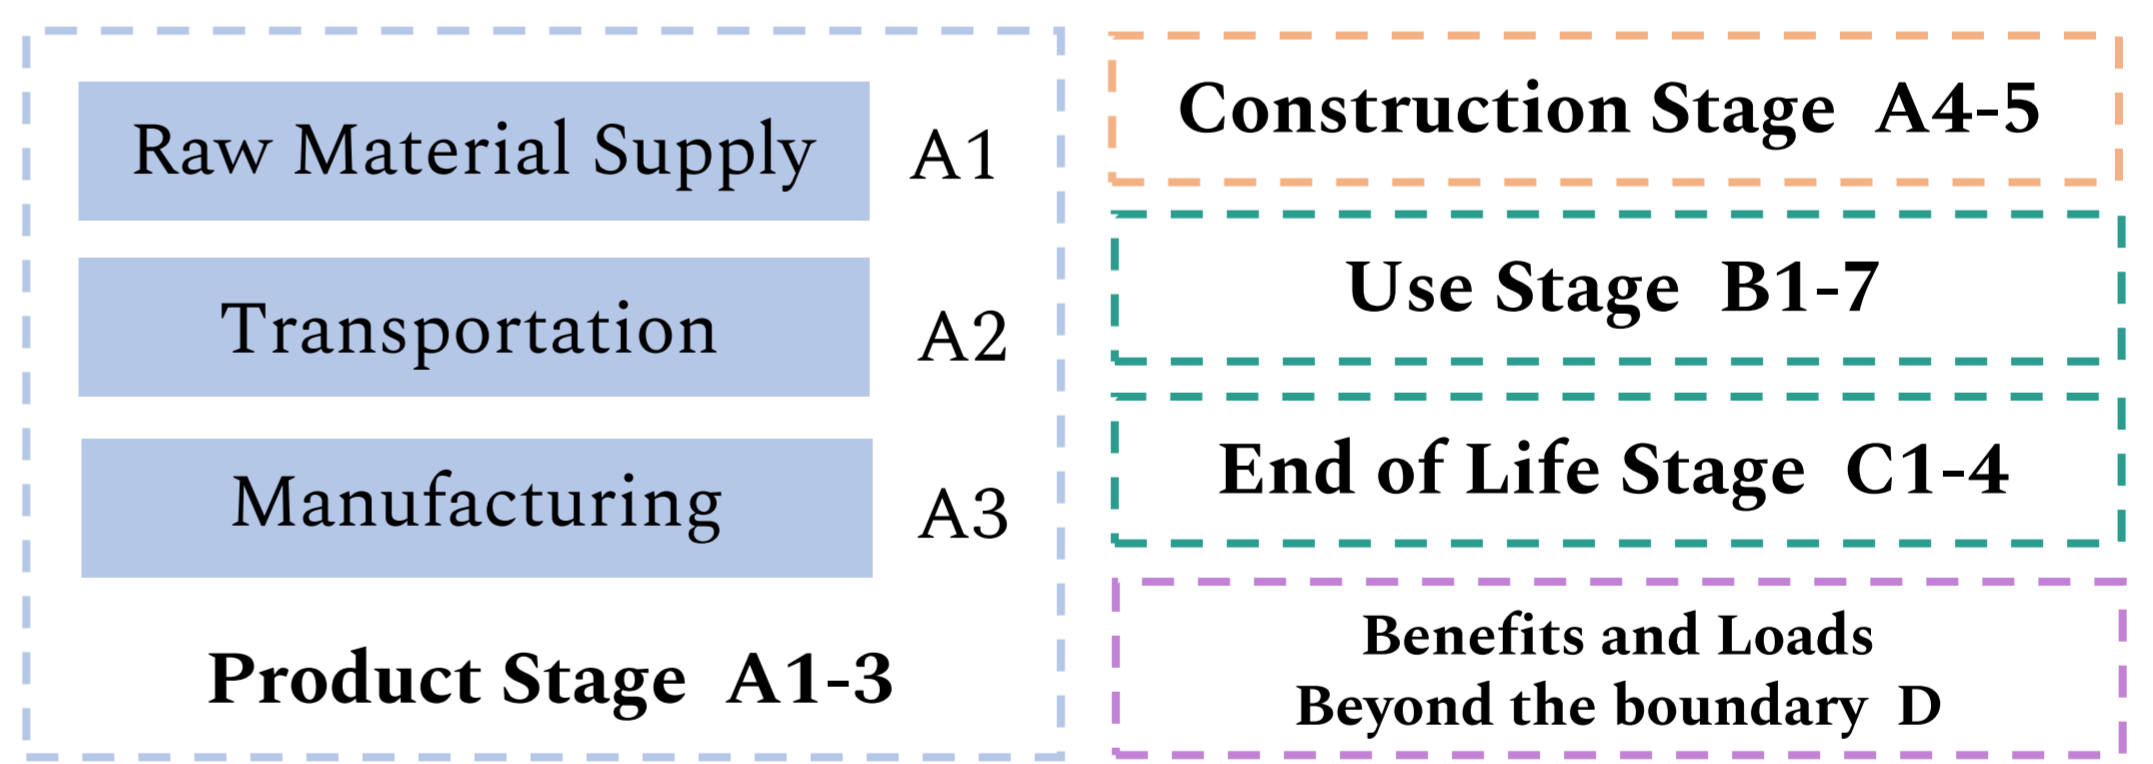 Raw Material Supply A1
Transportation A2
Manufacturing A3
Product Stage A1-3
Construction Stage A4-5
Use Stage B1-7
End of Life Stage C1-4
Benefits and Loads
Beyond the boundary D